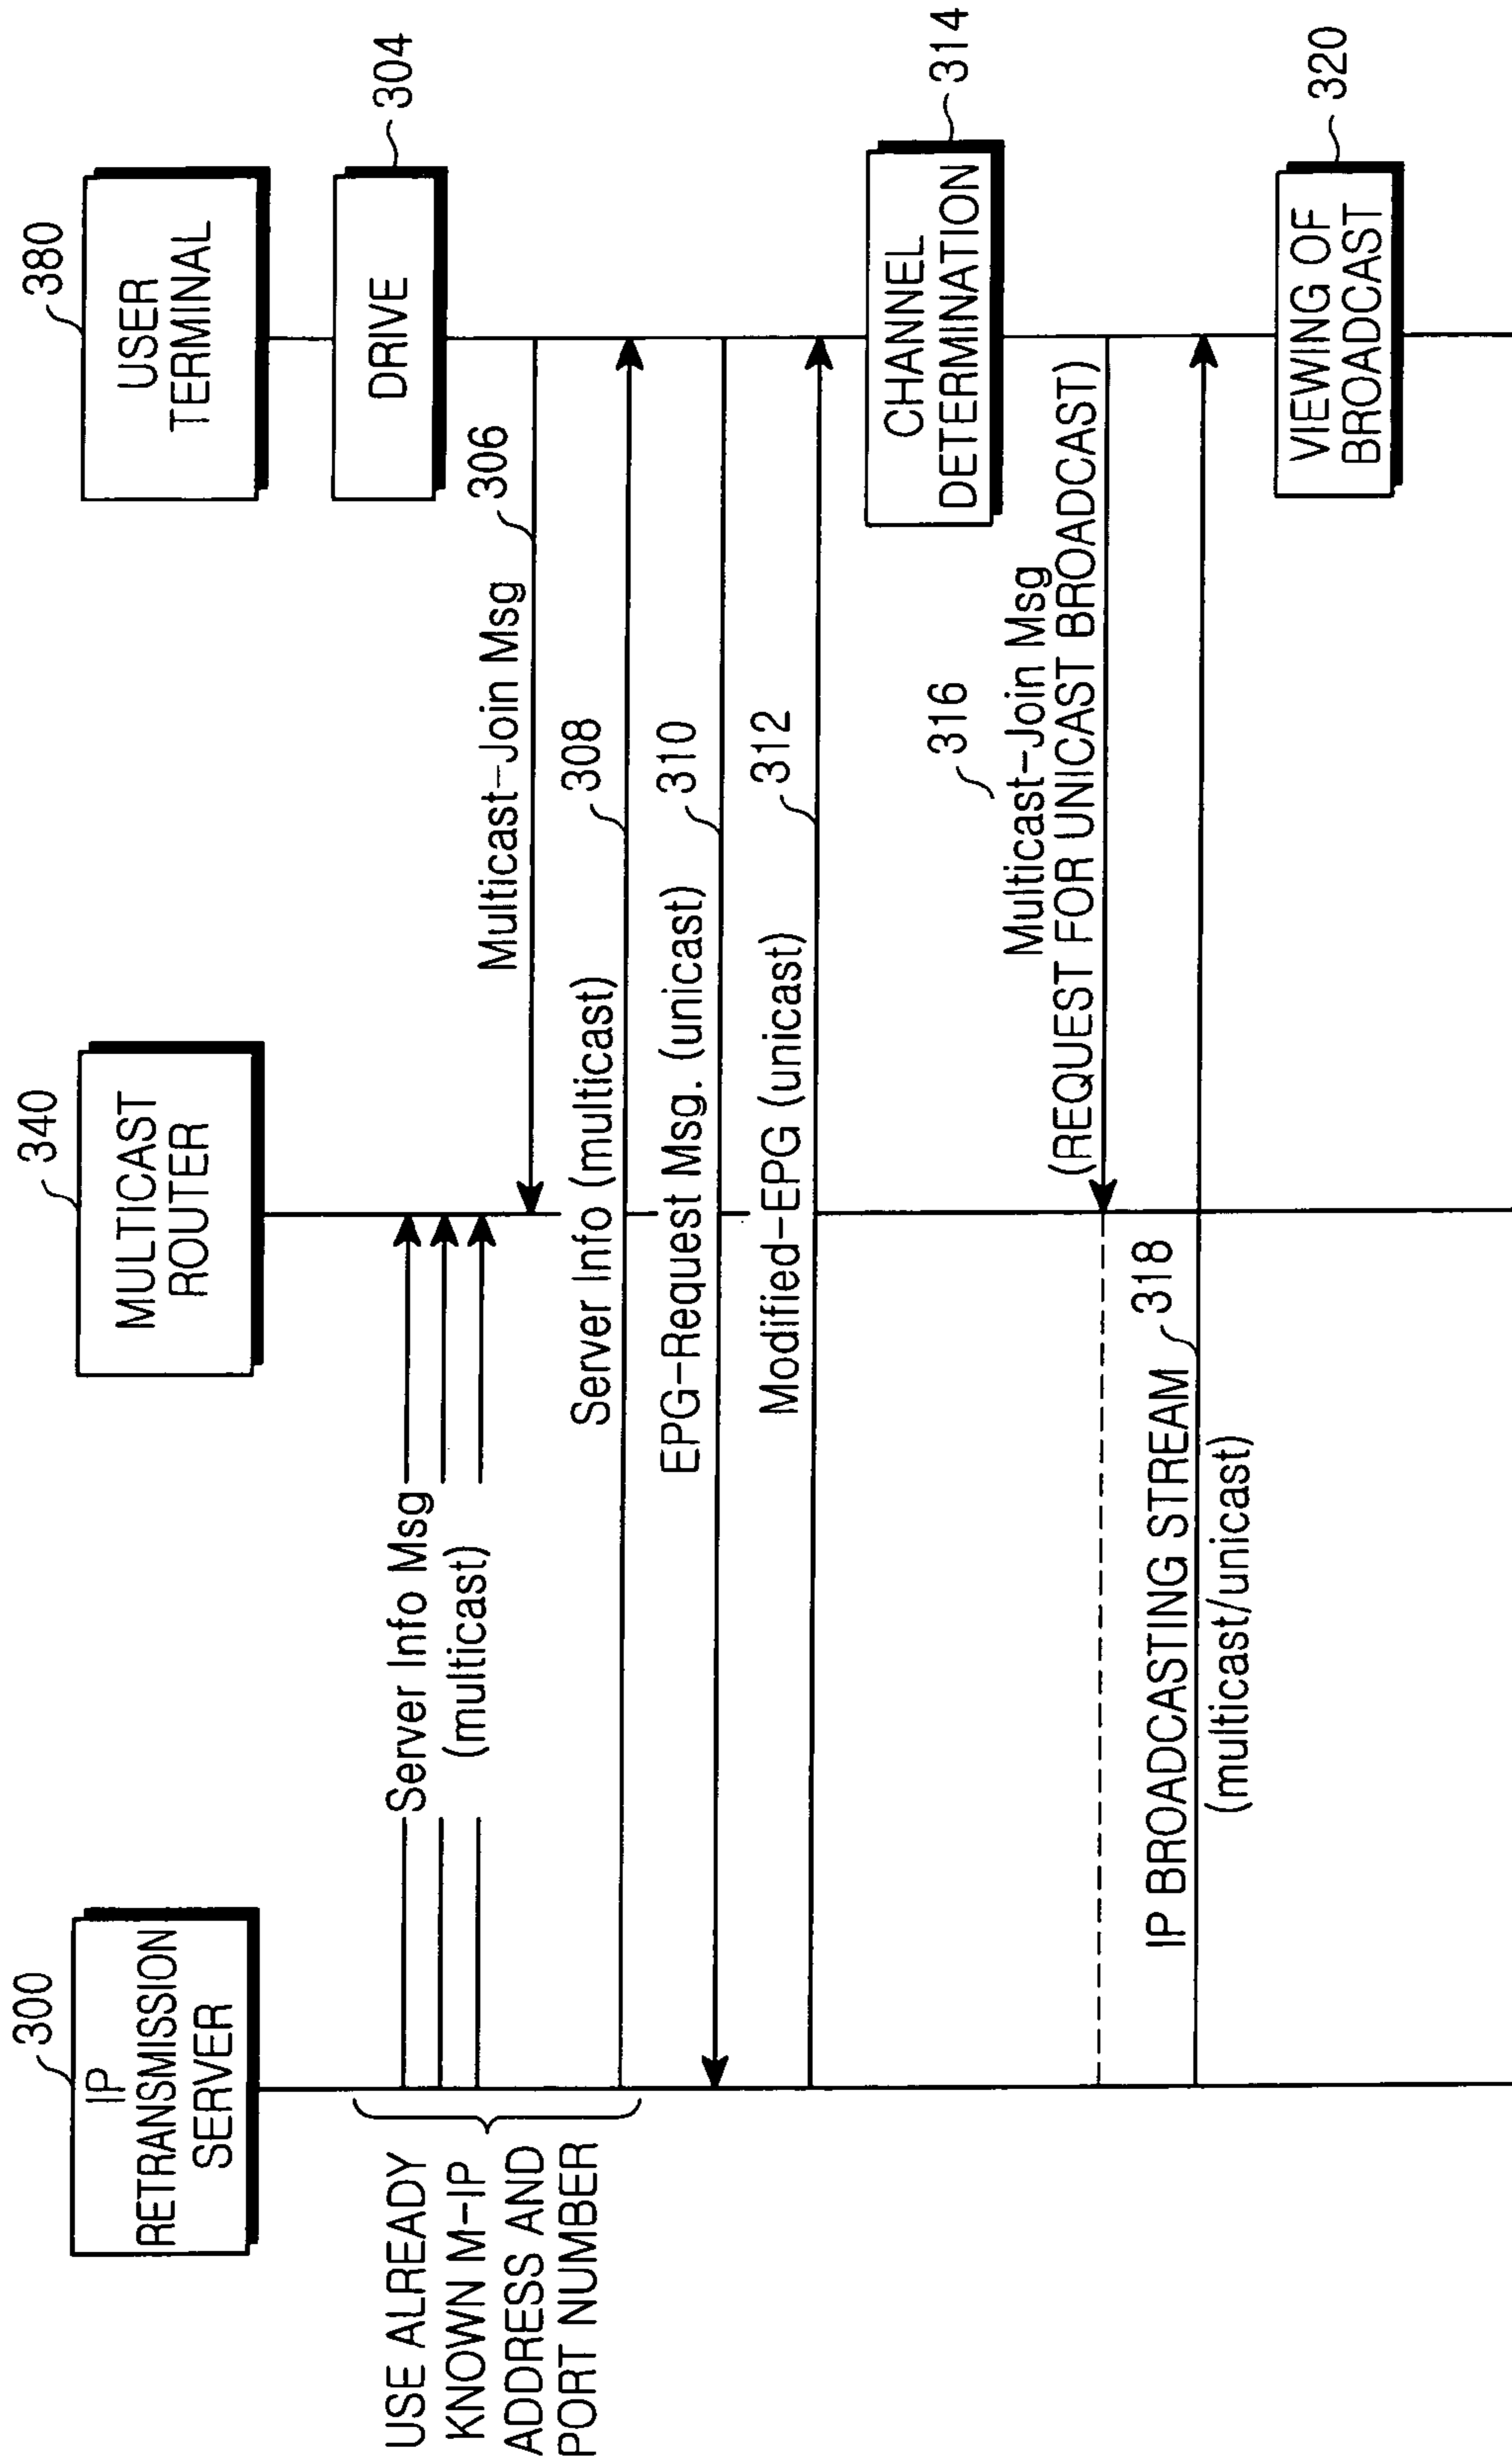 300
IP
RETRANSMISSION
SERVER
340
MULTICAST
ROUTER
380
USER
TERMINAL
DRIVE
304
USE ALREADY
KNOWN M-IP
ADDRESS AND
PORT NUMBER
Server Info Msg
(multicast)
Multicast-Join Msg
306
Server Info (multicast)
308
EPG-Request Msg. (unicast)
310
Modified-EPG (unicast)
312
CHANNEL
DETERMINATION
314
316
Multicast-Join Msg
(REQUEST FOR UNICAST BROADCAST)
IP BROADCASTING STREAM
318
(multicast/unicast)
VIEWING OF
BROADCAST
320